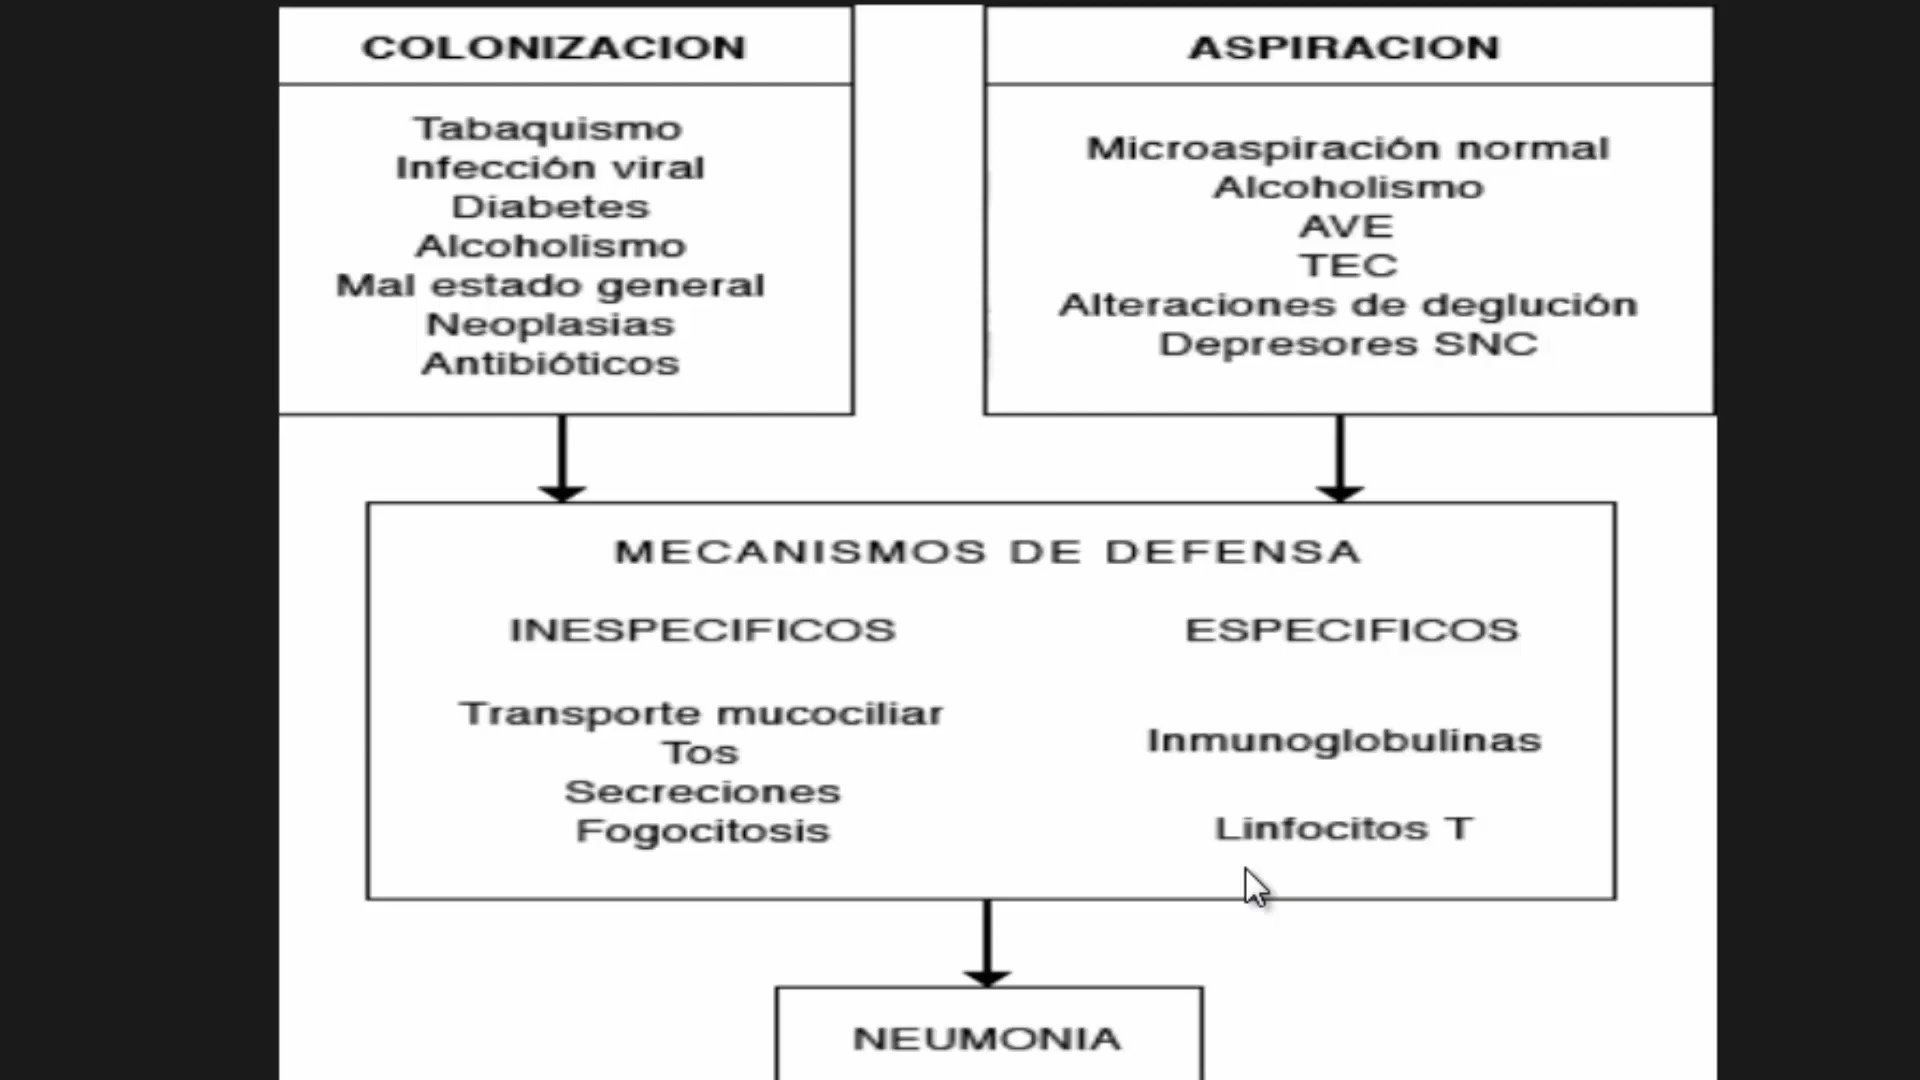 COLONIZACION
Tabaquismo
Infección viral
Diabetes
Alcoholismo
Mal estado general
Neoplasias
Antibióticos
ASPIRACION
Microaspiración normal
Alcoholismo
AVE
TEC
Alteraciones de deglución
Depresores SNC
MECANISMOS DE DEFENSA
INESPECIFICOS
Transporte mucociliar
Tos
Secreciones
Fogocitosis
ESPECIFICOS
Inmunoglobulinas
Linfocitos T
NEUMONIA